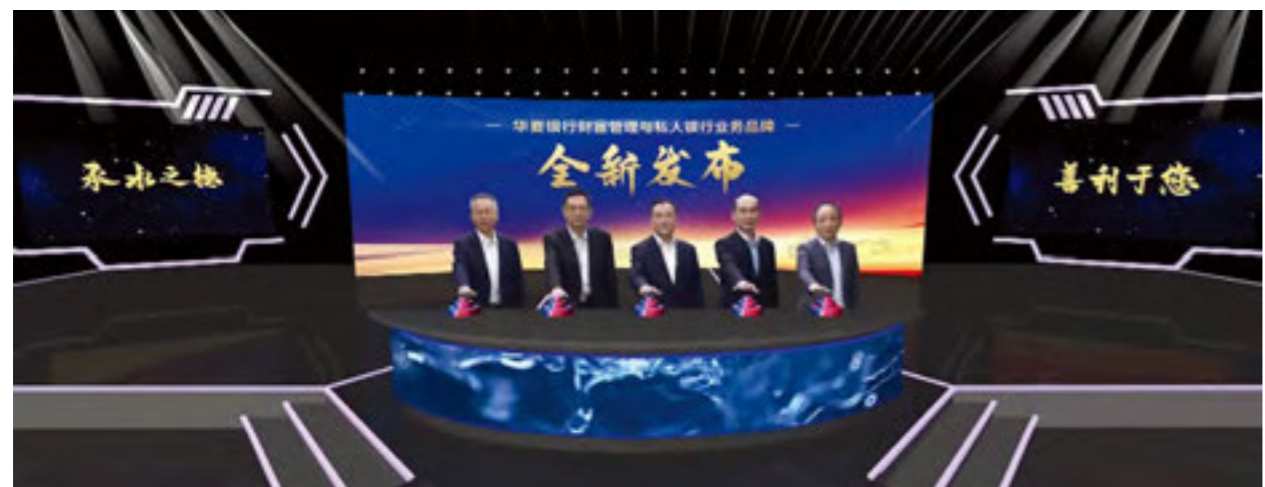 华夏银行财富管理与私人银行业务品牌
全新发布
承水之德
善利于您